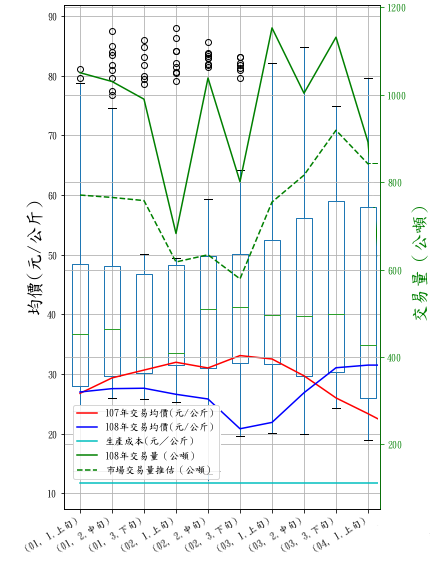 90
80
70
60
50
40
30
20
10
均價(元/公斤)
1200
1000
800
600
400
200
交易量(公噸)
107年交易均價(元/公斤)
108年交易均價(元/公斤)
生產成本(元／公斤)
108年交易量(公噸)
市場交易量推估(公噸)
(01, 1.上旬)
(01, 2.中旬)
(01, 3.下旬)
(02, 1.上旬)
(02, 2.中旬)
(02, 3.下旬)
(03, 1.上旬)
(03, 2.中旬)
(03, 3.下旬)
(04, 1.上旬)